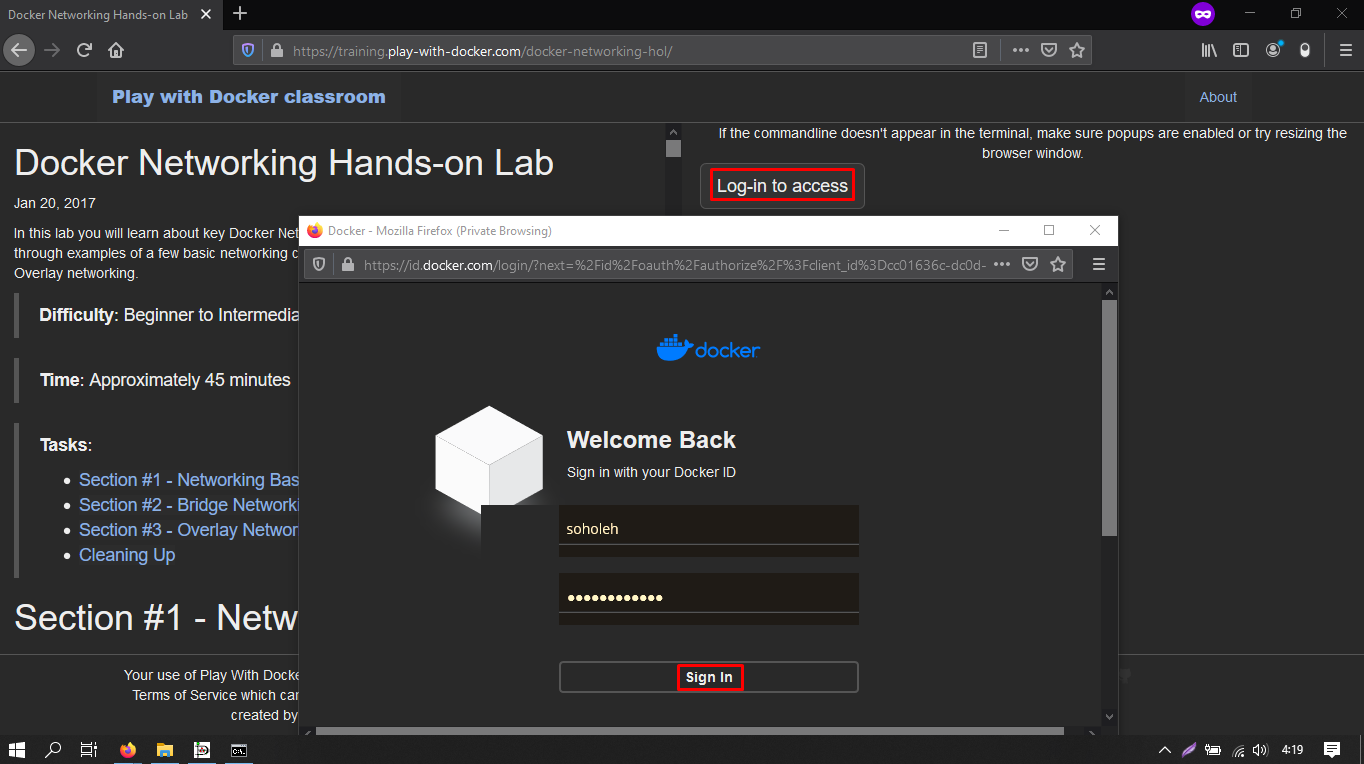 Docker Networking Hands-on Lab
https://training.play-with-docker.com/docker-networking-hol/
Play with Docker classroom
About
Docker Networking Hands-on Lab
Jan 20, 2017
In this lab you will learn about key Docker Net
through examples of a few basic networking c
Overlay networking.
Difficulty: Beginner to Intermedia
Time: Approximately 45 minutes
Tasks:
Section #1 - Networking Bas
Section #2 - Bridge Networki
Section #3 - Overlay Networ
Cleaning Up
Section #1 - Netw
Your use of Play With Docke
Terms of Service which car
created by
If the commandline doesn't appear in the terminal, make sure popups are enabled or try resizing the
browser window.
Log-in to access
Docker - Mozilla Firefox (Private Browsing)
https://id.docker.com/login/?next=%2Fid%2Foauth%2Fauthorize%2F%3Fclient_id%3Dcc01636c-dc0d-
docker
Welcome Back
Sign in with your Docker ID
soholeh
●●●●●●●●●●●●
Sign In
4:19